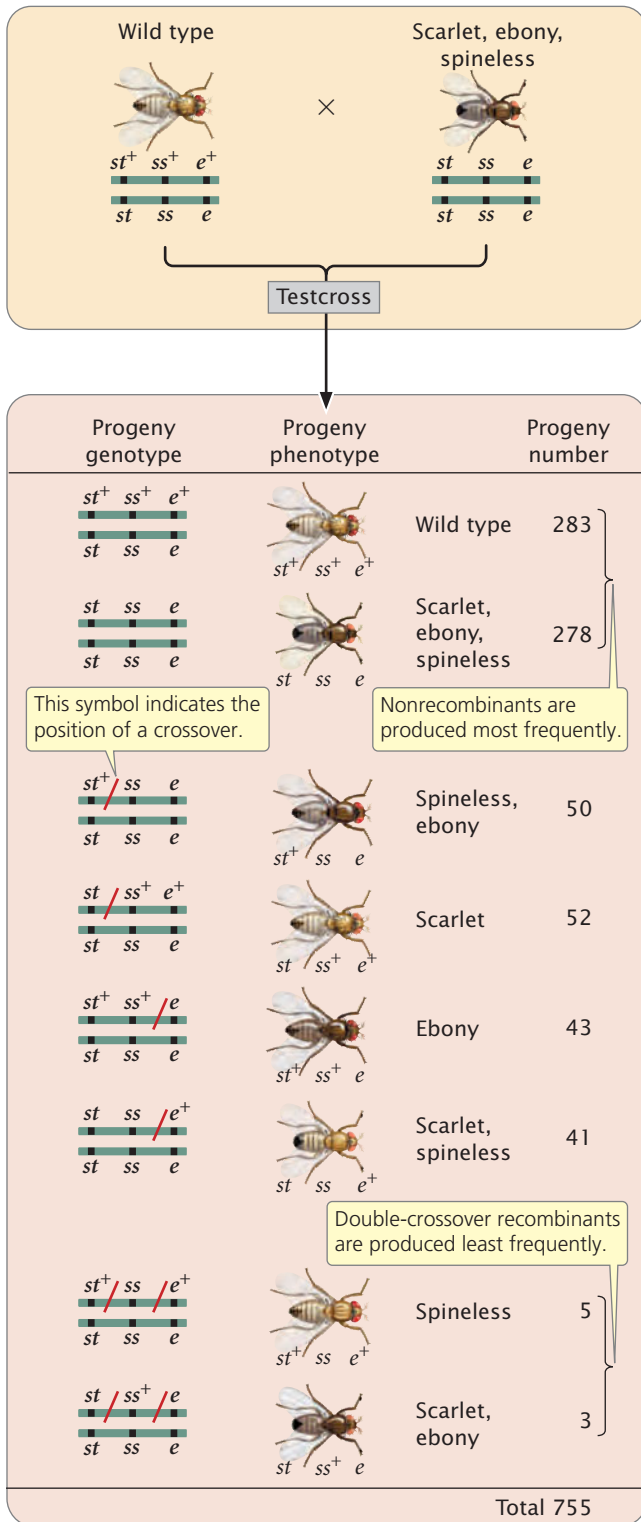 Wild type
Scarlet, ebony,
spineless
×
st+ ss+ e+
st ss e
st ss e
st ss e
Testcross
Progeny
genotype
Progeny
phenotype
Progeny
number
st+ ss+ e+
st ss e
st+ ss+ e+
Wild type 283
st ss e
st ss e
st ss e
Scarlet,
ebony,
spineless
278
This symbol indicates the
position of a crossover.
Nonrecombinants are
produced most frequently.
st+ ss e
st ss e
st+ ss e
Spineless,
ebony
50
st ss+ e+
st ss e
st ss+ e+
Scarlet 52
st+ ss+ e
st ss e
st+ ss+ e
Ebony 43
st ss e+
st ss e
st ss e+
Scarlet,
spineless
41
Double-crossover recombinants
are produced least frequently.
st+ ss e+
st ss e
st+ ss e+
Spineless 5
st ss+ e
st ss e
st ss+ e
Scarlet,
ebony
3
Total 755